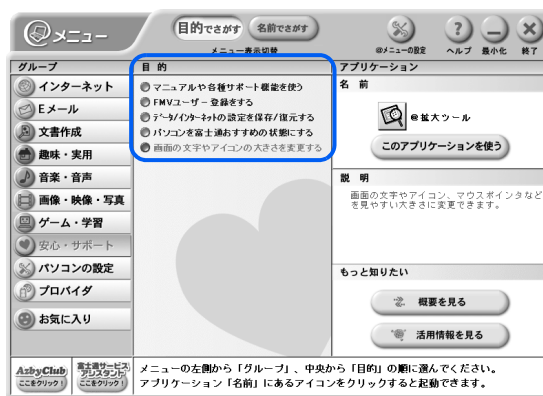 @メニュー
目的でさがす
名前でさがす
メニュー表示切替
@メニューの設定
ヘルプ
最小化
終了
グループ
インターネット
Eメール
文書作成
趣味・実用
音楽・音声
画像・映像・写真
ゲーム・学習
安心・サポート
パソコンの設定
プロバイダ
お気に入り
目 的
マニュアルや各種サポート機能を使う
FMVユーザー登録をする
データ/インターネットの設定を保存/復元する
パソコンを富士通おすすめの状態にする
画面の文字やアイコンの大きさを変更する
アプリケーション
名 前
@拡大ツール
このアプリケーションを使う
説 明
画面の文字やアイコン、マウスポインタなど
を見やすい大きさに変更できます。
もっと知りたい
概要を見る
活用情報を見る
AzbyClub
ここをクリック!
富士通サービス
アシスタント
ここをクリック!
メニューの左側から「グループ」、中央から「目的」の順に選んでください。
アプリケーション「名前」にあるアイコンをクリックすると起動できます。